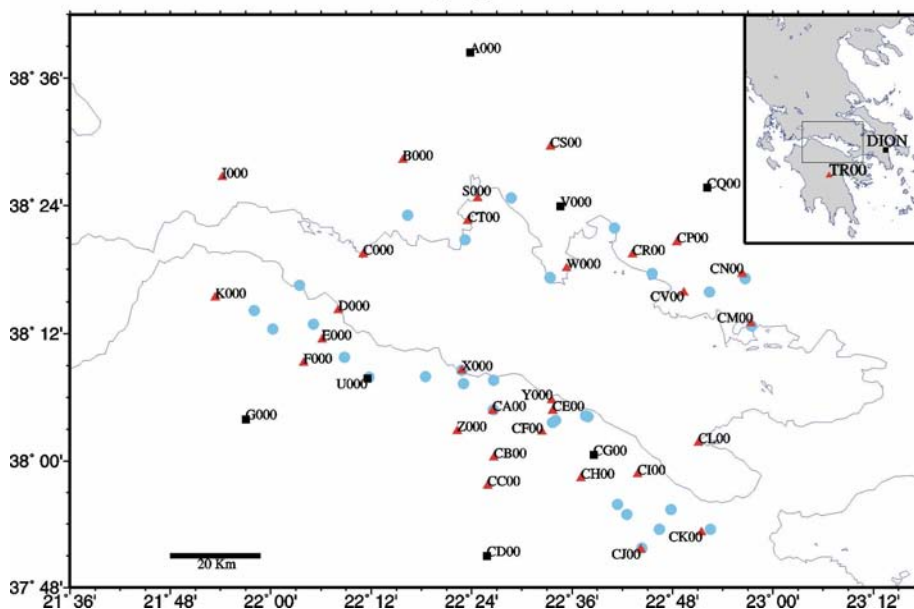 A000
38° 36'
CS00
B000
I000
DION
TR00
S000
CQ00
38° 24'
V000
CT00
CP00
C000
CR00
W000
CN00
K000
CV00
D000
38° 12'
CM00
E000
F000
X000
U000
Y000
G000
CA00
CE00
Z000
CF00
CL00
38° 00'
CB00
CG00
CC00
CH00
CI00
CK00
20 Km
CD00
CJ00
37° 48'
21 36'
21 48'
22° 00'
22° 12'
22° 24'
22° 36'
22° 48'
23° 00'
23° 12'